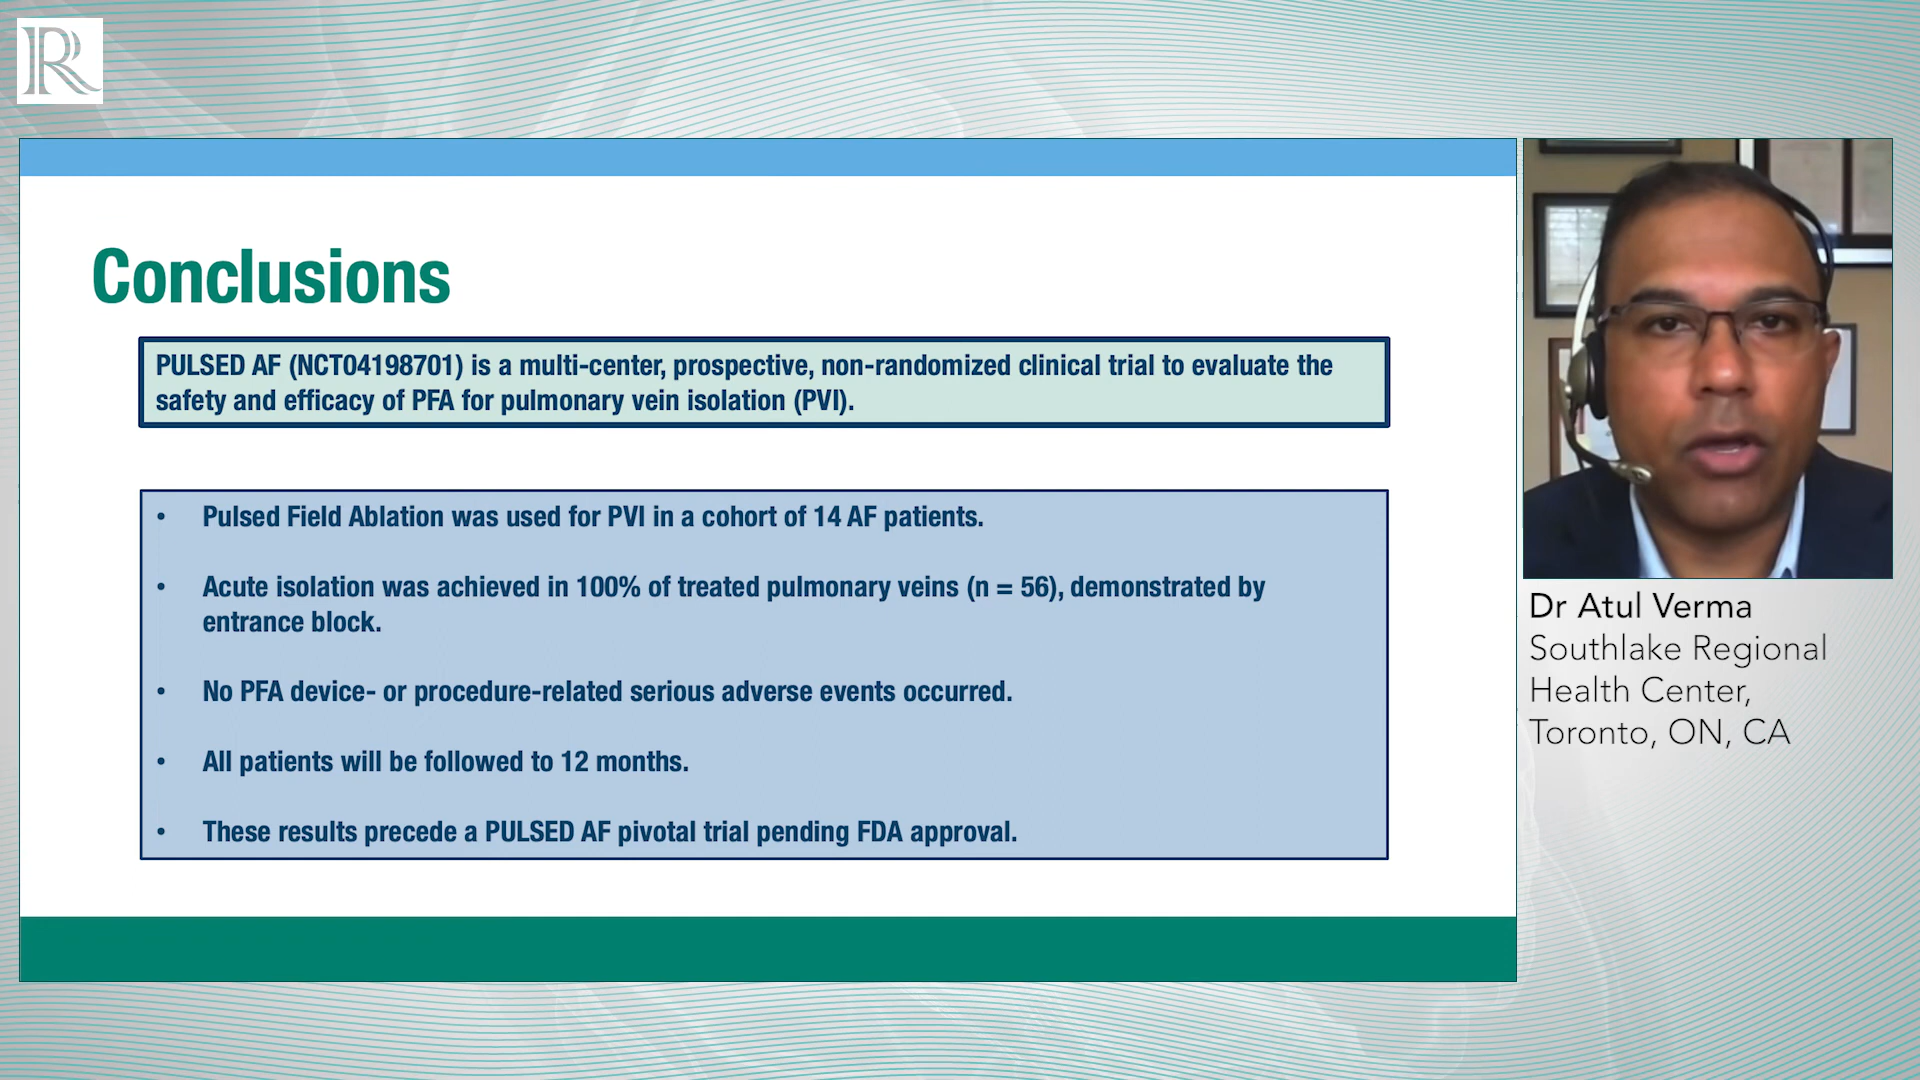 R
Conclusions
PULSED AF (NCT04198701) is a multi-center, prospective, non-randomized clinical trial to evaluate the
safety and efficacy of PFA for pulmonary vein isolation (PVI).
• Pulsed Field Ablation was used for PVI in a cohort of 14 AF patients.
• Acute isolation was achieved in 100% of treated pulmonary veins (n = 56), demonstrated by
entrance block.
• No PFA device- or procedure-related serious adverse events occurred.
• All patients will be followed to 12 months.
• These results precede a PULSED AF pivotal trial pending FDA approval.
Dr Atul Verma
Southlake Regional
Health Center,
Toronto, ON, CA